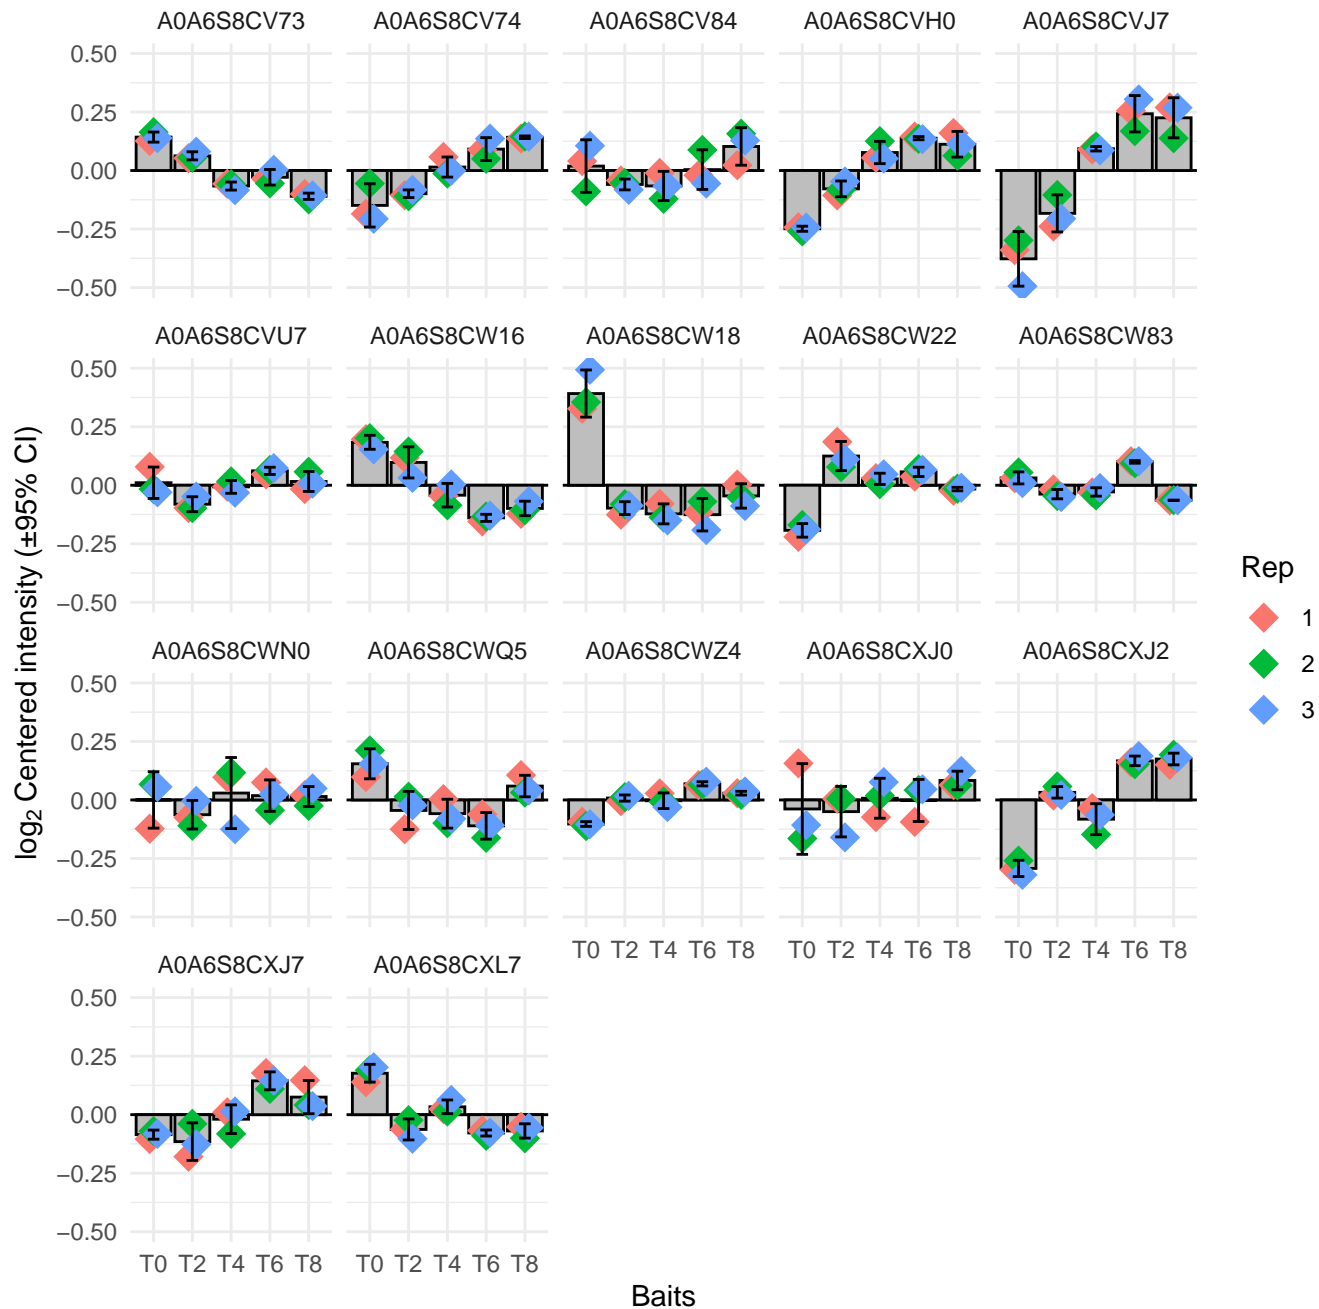 A0A6S8CV73 A0A6S8CV74 A0A6S8CV84 A0A6S8CVH0 A0A6S8CVJ7
0.50
0.25
0.00
−0.25
−0.50
A0A6S8CVU7 A0A6S8CW16 A0A6S8CW18 A0A6S8CW22 A0A6S8CW83
0.50
0.25
0.00
−0.25
−0.50
A0A6S8CWN0 A0A6S8CWQ5 A0A6S8CWZ4 A0A6S8CXJ0 A0A6S8CXJ2
0.50
0.25
0.00
−0.25
−0.50
T0 T2 T4 T6 T8 T0 T2 T4 T6 T8 T0 T2 T4 T6 T8
A0A6S8CXJ7 A0A6S8CXL7
0.50
0.25
0.00
−0.25
−0.50
T0 T2 T4 T6 T8 T0 T2 T4 T6 T8
Baits
log2 Centered intensity (±95% CI)
Rep
1
2
3